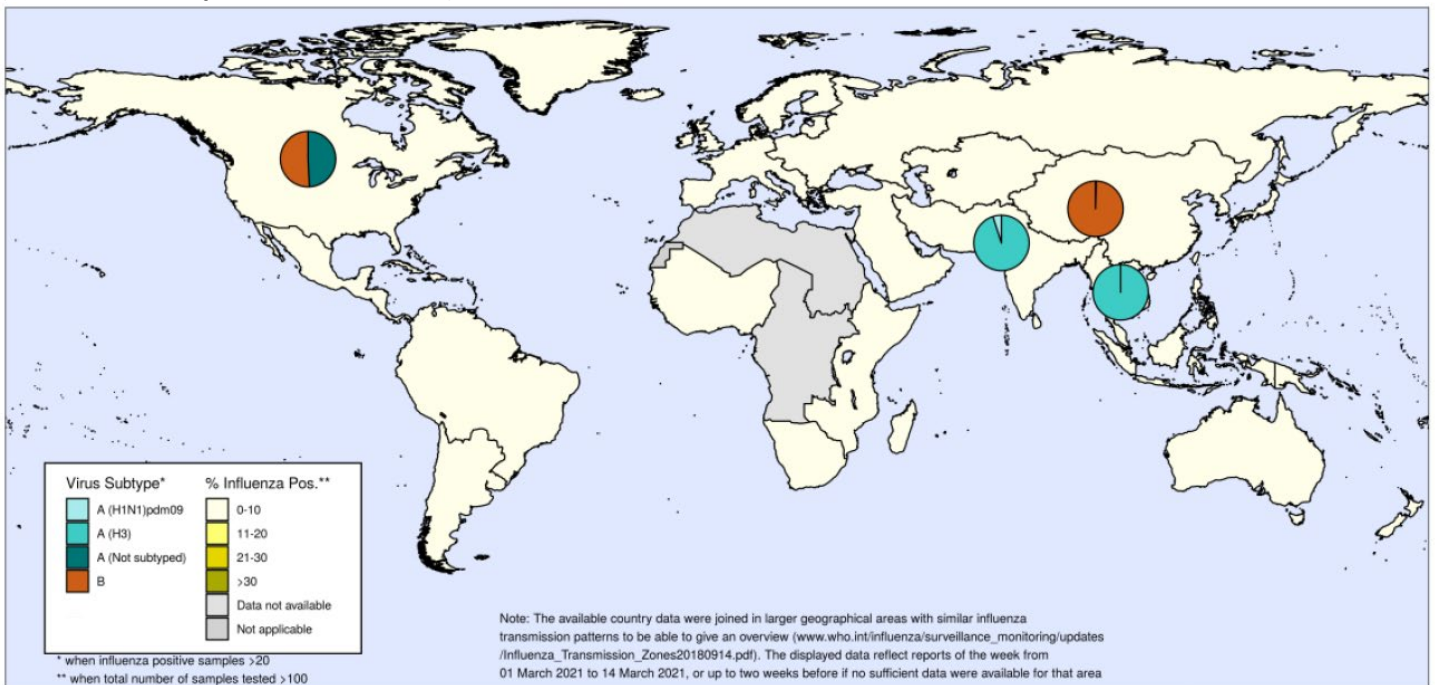 Virus Subtype*
A (H1N1)pdm09
A (H3)
A (Not subtyped)
B
% Influenza Pos.**
0-10
11-20
21-30
>30
Data not available
Not applicable
* when influenza positive samples >20
** when total number of samples tested >100
Note: The available country data were joined in larger geographical areas with similar influenza
transmission patterns to be able to give an overview (www.who.int/influenza/surveillance_monitoring/updates
/Influenza_Transmission_Zones20180914.pdf). The displayed data reflect reports of the week from
01 March 2021 to 14 March 2021, or up to two weeks before if no sufficient data were available for that area